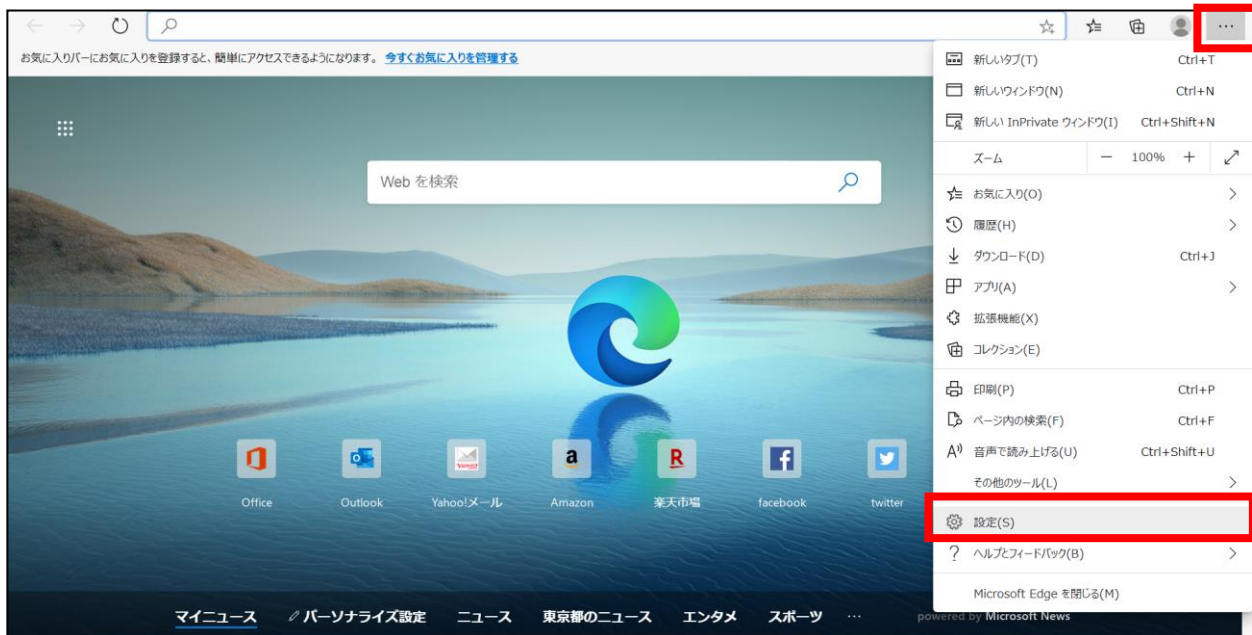 お気に入りバーにお気に入りを登録すると、簡単にアクセスできるようになります。 今すぐお気に入りを管理する
Web を検索
Office Outlook Yahoo!メール Amazon 楽天市場 facebook twitter
マイニュース パーソナライズ設定 ニュース 東京都のニュース エンタメ スポーツ … powered by Microsoft News
新しいタブ(T) Ctrl+T
新しいウィンドウ(N) Ctrl+N
新しい InPrivate ウィンドウ(I) Ctrl+Shift+N
ズーム − 100% +
お気に入り(O)
履歴(H)
ダウンロード(D) Ctrl+J
アプリ(A)
拡張機能(X)
コレクション(E)
印刷(P) Ctrl+P
ページ内の検索(F) Ctrl+F
音声で読み上げる(U) Ctrl+Shift+U
その他のツール(L)
設定(S)
ヘルプとフィードバック(B)
Microsoft Edge を閉じる(M)